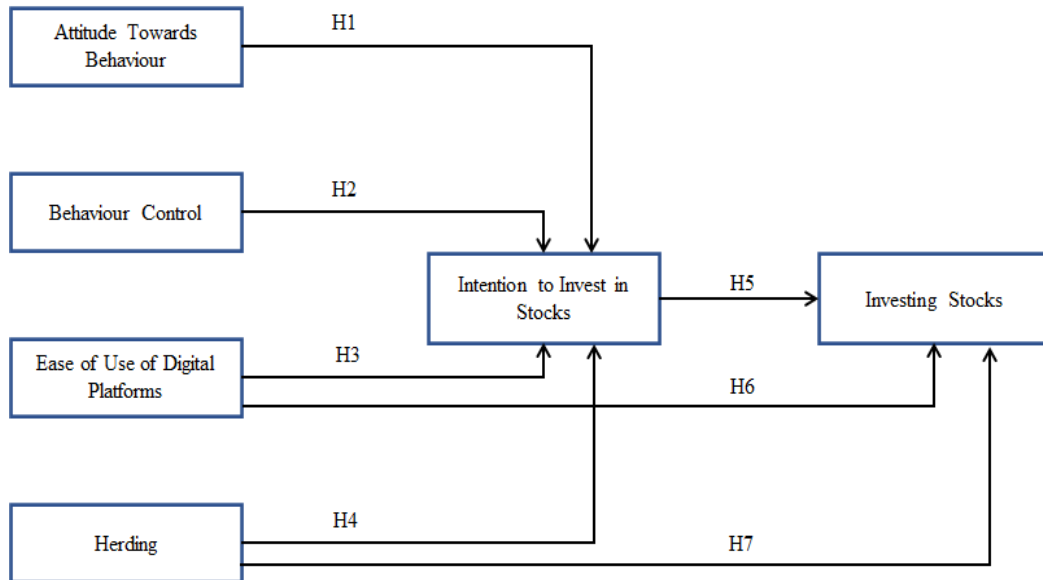 H1
Attitude Towards
Behaviour
H2
Behaviour Control
Intention to Invest in
Stocks
H5
Investing Stocks
H3
Ease of Use of Digital
Platforms
H6
H4
Herding
H7